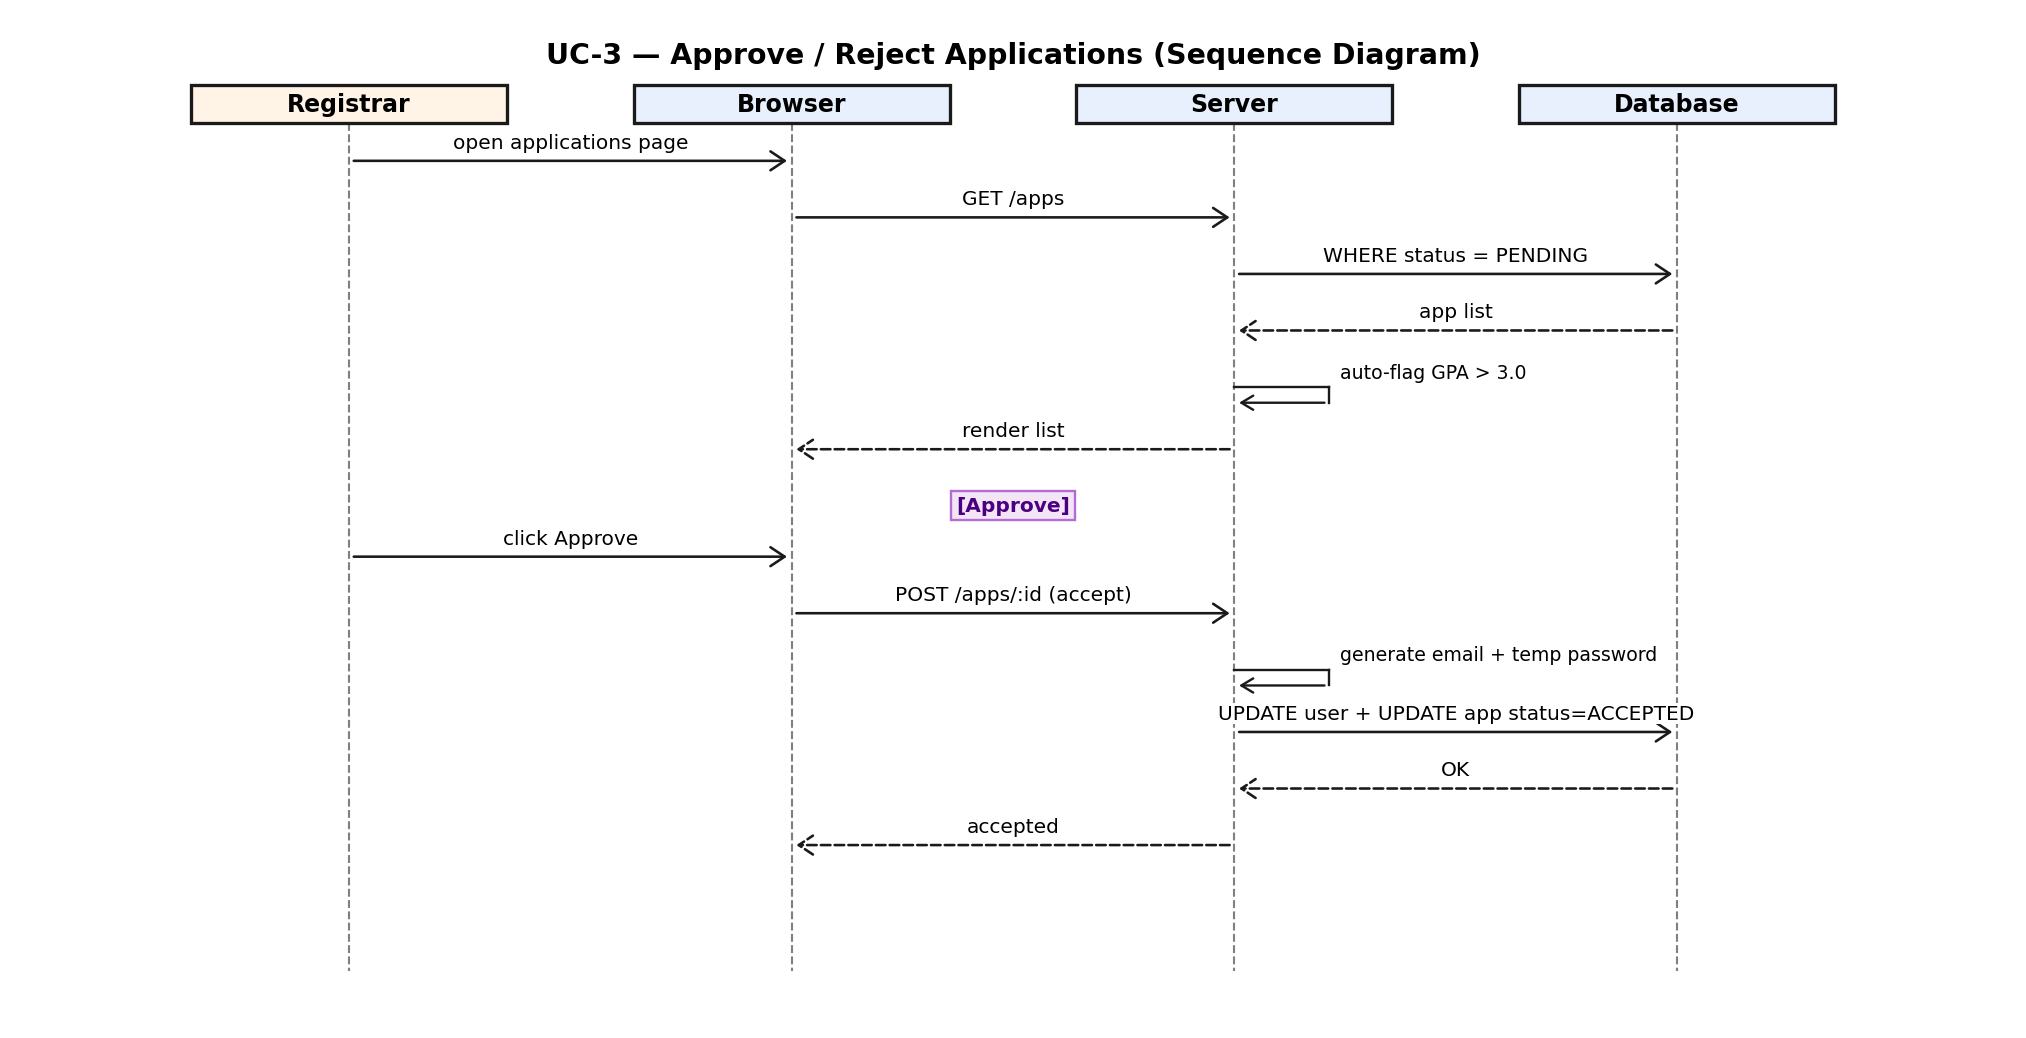 UC-3 — Approve / Reject Applications (Sequence Diagram)
Registrar
Browser
Server
Database
open applications page
GET /apps
WHERE status = PENDING
app list
auto-flag GPA > 3.0
render list
[Approve]
click Approve
POST /apps/:id (accept)
generate email + temp password
UPDATE user + UPDATE app status=ACCEPTED
OK
accepted